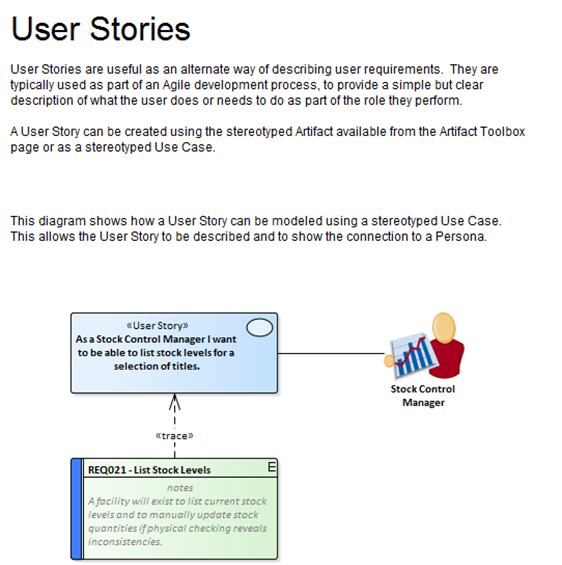 User Stories
User Stories are useful as an alternate way of describing user requirements.  They are
typically used as part of an Agile development process, to provide a simple but clear
description of what the user does or needs to do as part of the role they perform.
A User Story can be created using the stereotyped Artifact available from the Artifact Toolbox
page or as a stereotyped Use Case.
This diagram shows how a User Story can be modeled using a stereotyped Use Case.
This allows the User Story to be described and to show the connection to a Persona.
«User Story»
As a Stock Control Manager I want
to be able to list stock levels for a
selection of titles.
Stock Control
Manager
«trace»
REQ021 - List Stock Levels
E
notes
A facility will exist to list current stock
levels and to manually update stock
quantities if physical checking reveals
inconsistencies.